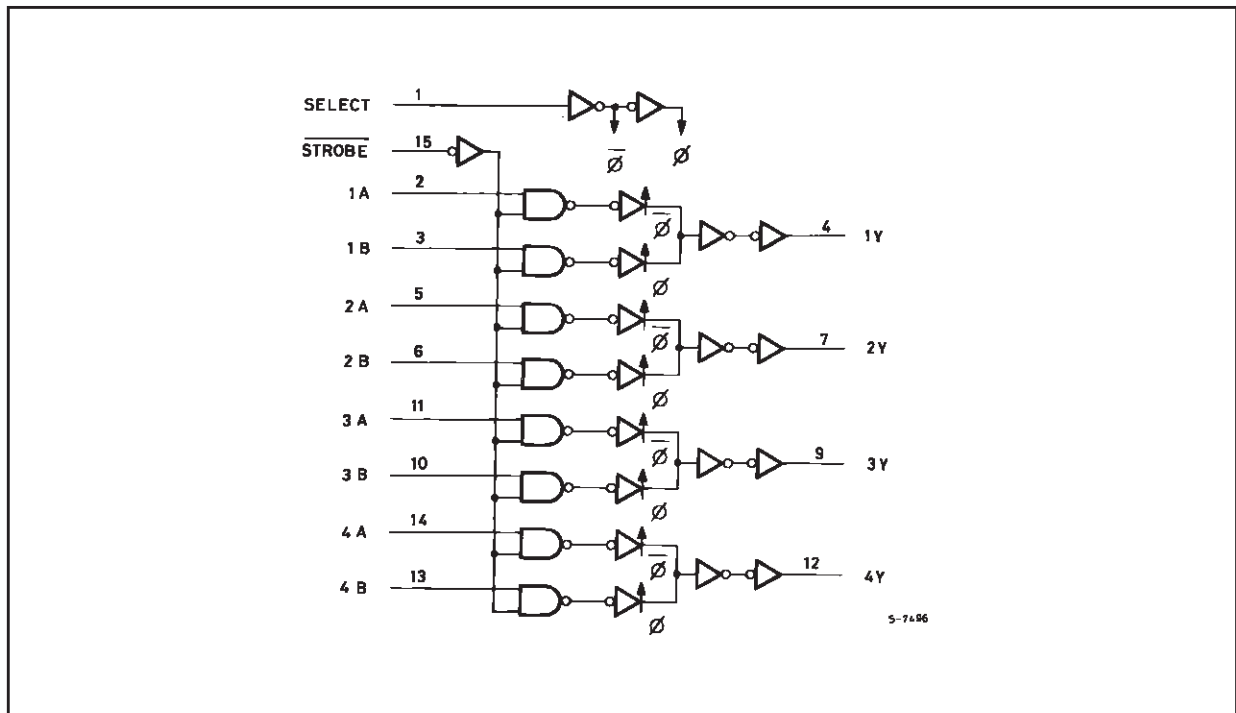 SELECT 1
STROBE 15
ø̅ ø
1A 2
ø̅
4 1Y
1B 3
ø
2A 5
ø̅
7 2Y
2B 6
ø
3A 11
ø̅
9 3Y
3B 10
ø
4A 14
ø̅
12 4Y
4B 13
ø
S-7496